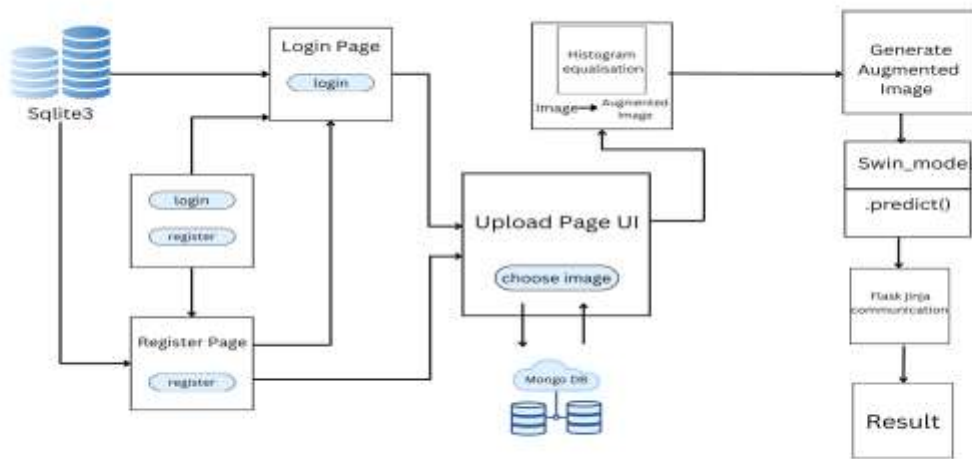 Sqlite3
Login Page
login
login
register
Register Page
register
Upload Page UI
choose image
Mongo DB
Histogram
equalisation
Image
Augmented
Image
Generate
Augmented
Image
Swin_mode
.predict()
Flask Jinja
communication
Result